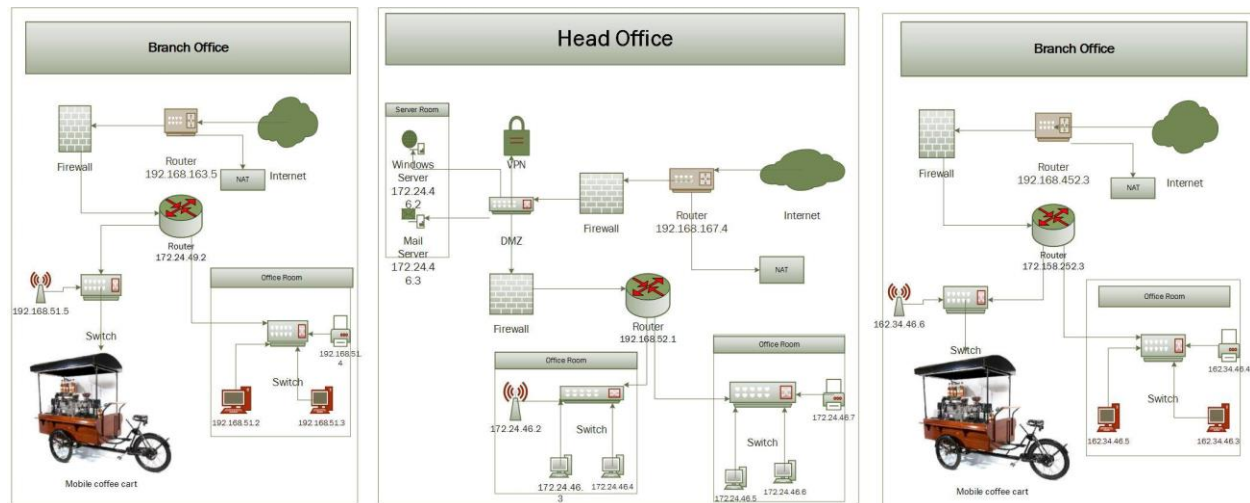 Branch Office
Firewall
Router
192.168.163.5
NAT
Internet
Router
172.24.49.2
192.168.51.5
Switch
Office Room
192.168.51.
4
Switch
192.168.51.2
192.168.51.3
Mobile coffee cart
Head Office
Server Room
Windows
Server
172.24.4
6.2
Mail
Server
172.24.4
6.3
VPN
DMZ
Firewall
Router
192.168.167.4
Internet
NAT
Firewall
Router
192.168.52.1
Office Room
172.24.46.2
Switch
172.24.46.
3
172.24.46.4
Office Room
172.24.46.7
Switch
172.24.46.5
172.24.46.6
Branch Office
Firewall
Router
192.168.452.3
NAT
Internet
Router
172.158.252.3
162.34.46.6
Switch
Office Room
162.34.46.4
Switch
162.34.46.5
162.34.46.3
Mobile coffee cart